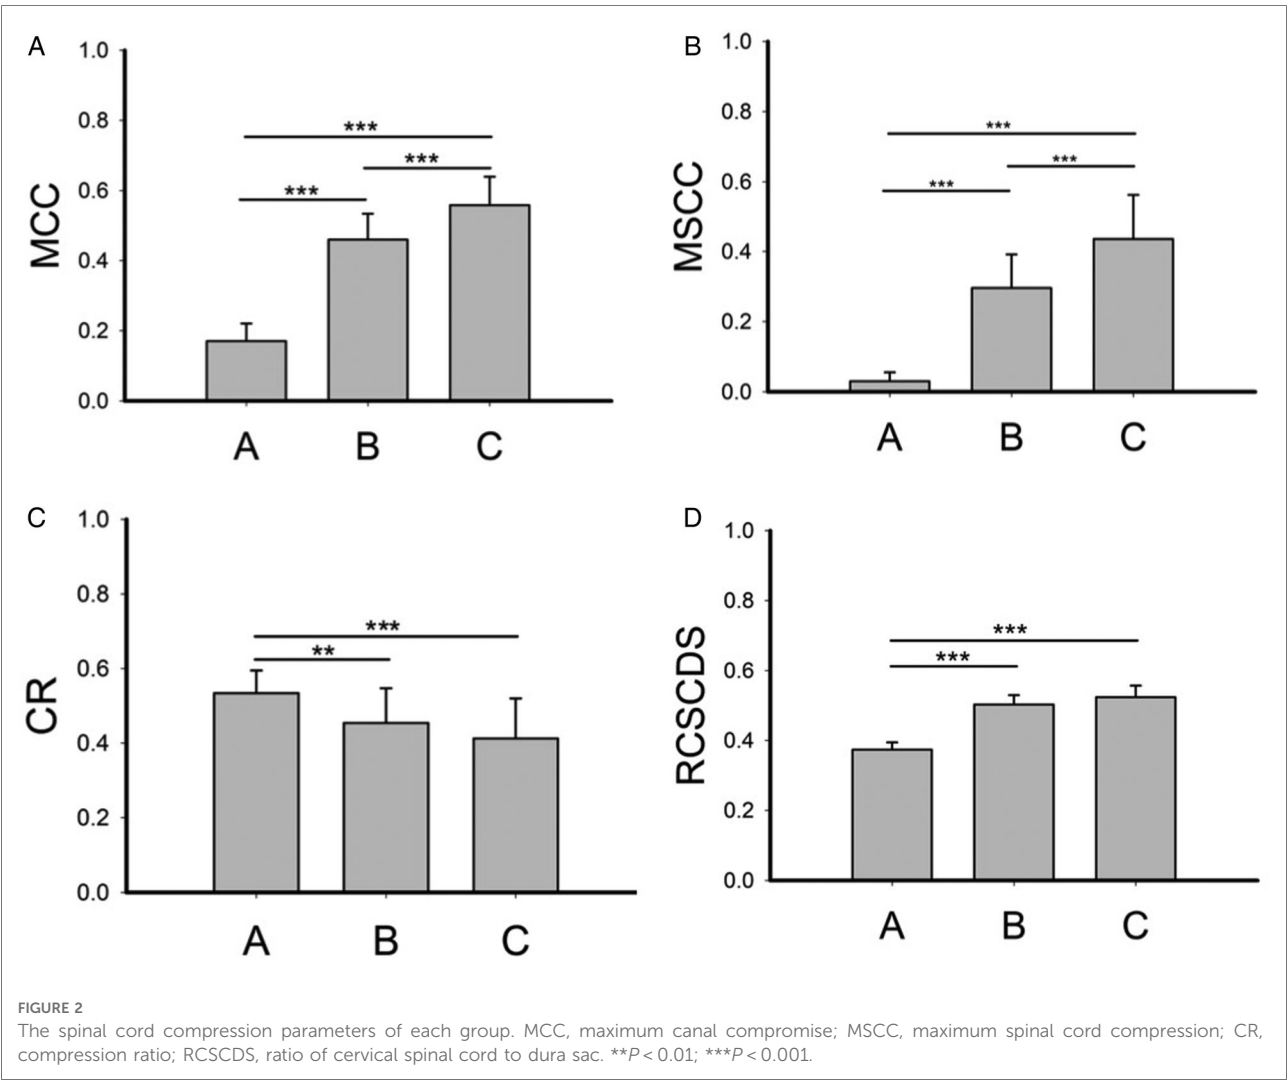 A
1.0
0.8
0.6
0.4
0.2
0.0
MCC
***
***
***
A B C
B
1.0
0.8
0.6
0.4
0.2
0.0
MSCC
***
***
***
A B C
C
1.0
0.8
0.6
0.4
0.2
0.0
CR
***
**
A B C
D
1.0
0.8
0.6
0.4
0.2
0.0
RCSCDS
***
***
A B C
FIGURE 2
The spinal cord compression parameters of each group. MCC, maximum canal compromise; MSCC, maximum spinal cord compression; CR,
compression ratio; RCSCDS, ratio of cervical spinal cord to dura sac. **P < 0.01; ***P < 0.001.